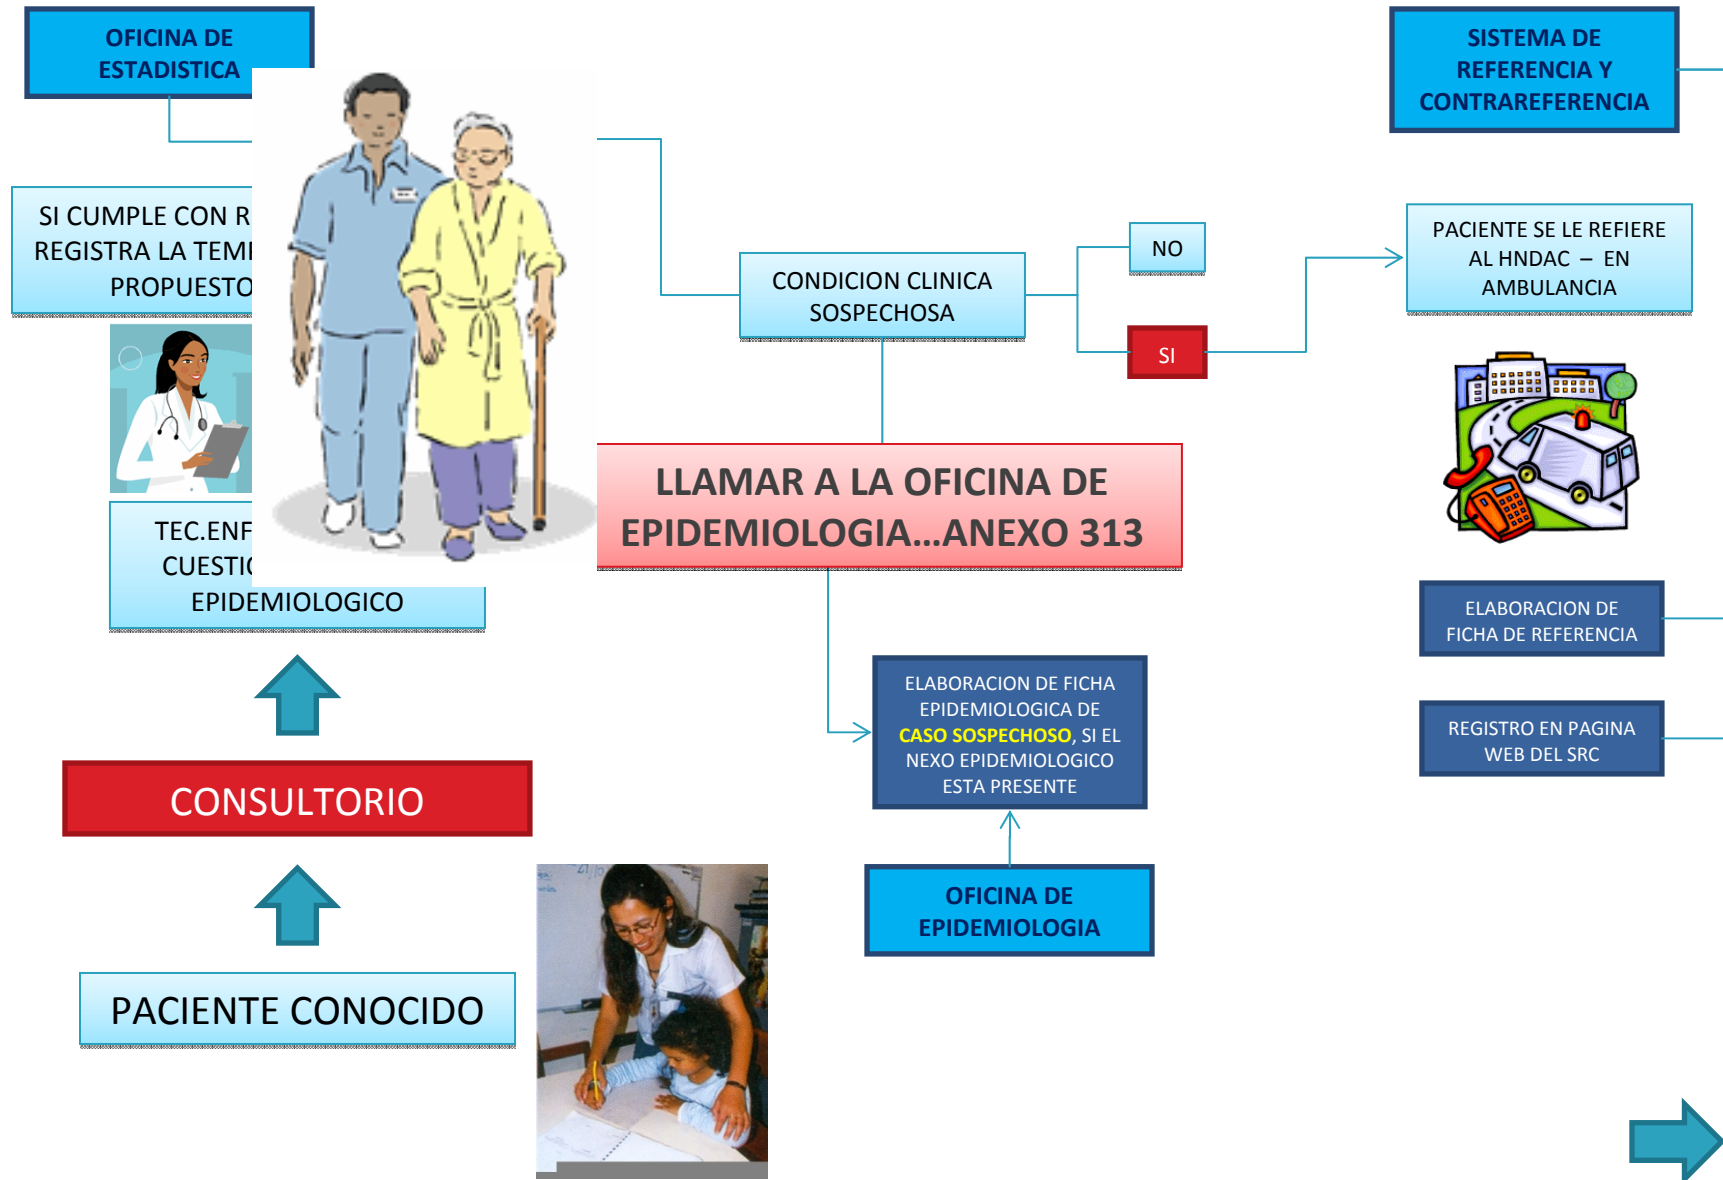 OFICINA DE
ESTADISTICA
SI CUMPLE CON
REGISTRA LA
PROPUESTO
TEC.ENF
EPIDEMIOLOGICO
CONSULTORIO
PACIENTE CONOCIDO
CONDICION CLINICA
SOSPECHOSA
NO
SI
LLAMAR A LA OFICINA DE
EPIDEMIOLOGIA...ANEXO 313
ELABORACION DE FICHA
EPIDEMIOLOGICA DE
CASO SOSPECHOSO, SI EL
NEXO EPIDEMIOLOGICO
ESTA PRESENTE
OFICINA DE
EPIDEMIOLOGIA
SISTEMA DE
REFERENCIA Y
CONTRAREFERENCIA
PACIENTE SE LE REFIERE
AL HNDAC – EN
AMBULANCIA
ELABORACION DE
FICHA DE REFERENCIA
REGISTRO EN PAGINA
WEB DEL SRC